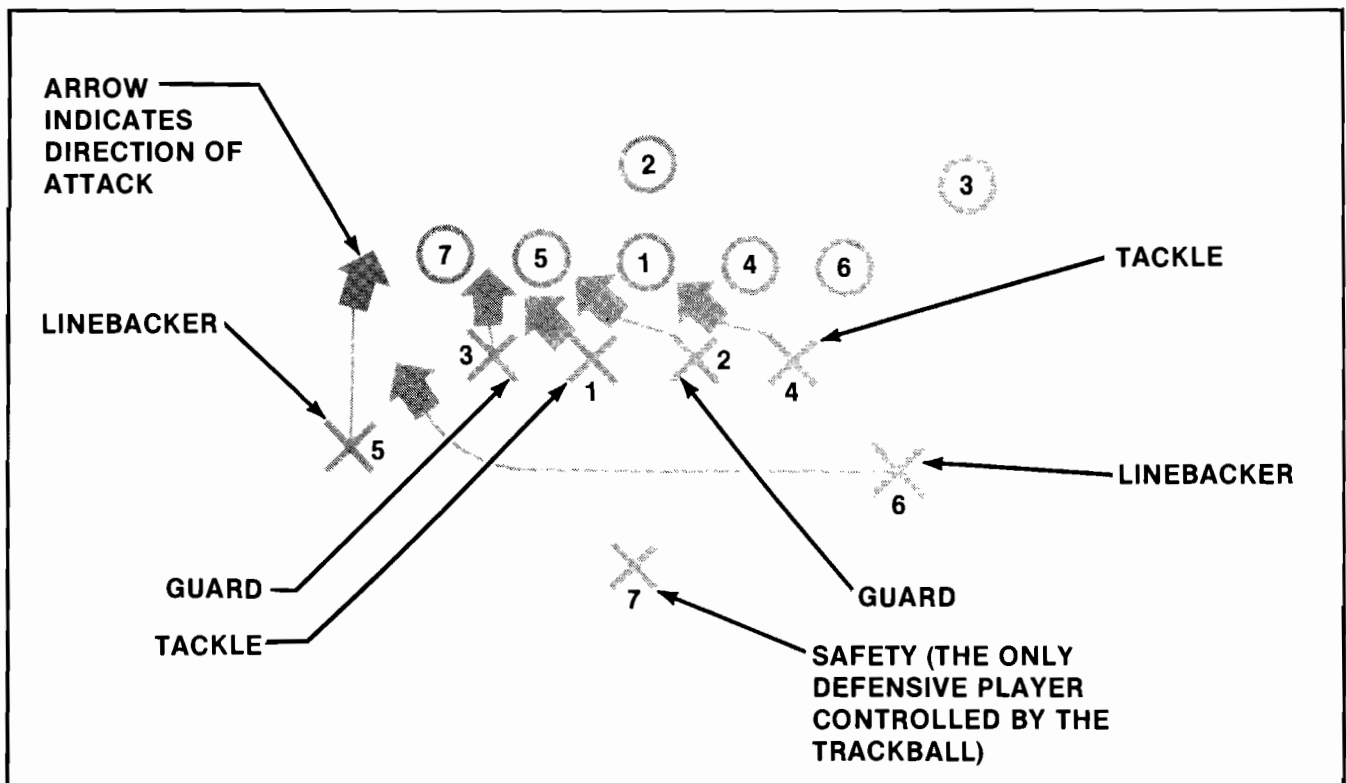 ARROW
INDICATES
DIRECTION OF
ATTACK
2
3
7
5
1
4
6
TACKLE
LINEBACKER
3
1
2
4
5
6
LINEBACKER
GUARD
TACKLE
7
GUARD
SAFETY (THE ONLY
DEFENSIVE PLAYER
CONTROLLED BY THE
TRACKBALL)